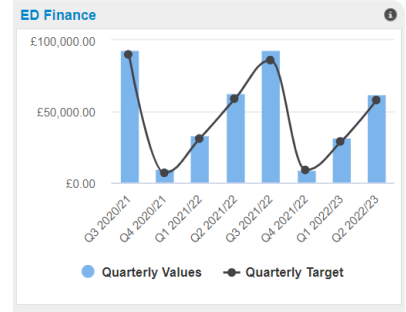 ED Finance
£100,000.00
£50,000.00
£0.00
Q3 2020/21
Q4 2020/21
Q1 2021/22
Q2 2021/22
Q3 2021/22
Q4 2021/22
Q1 2022/23
Q2 2022/23
Quarterly Values
Quarterly Target